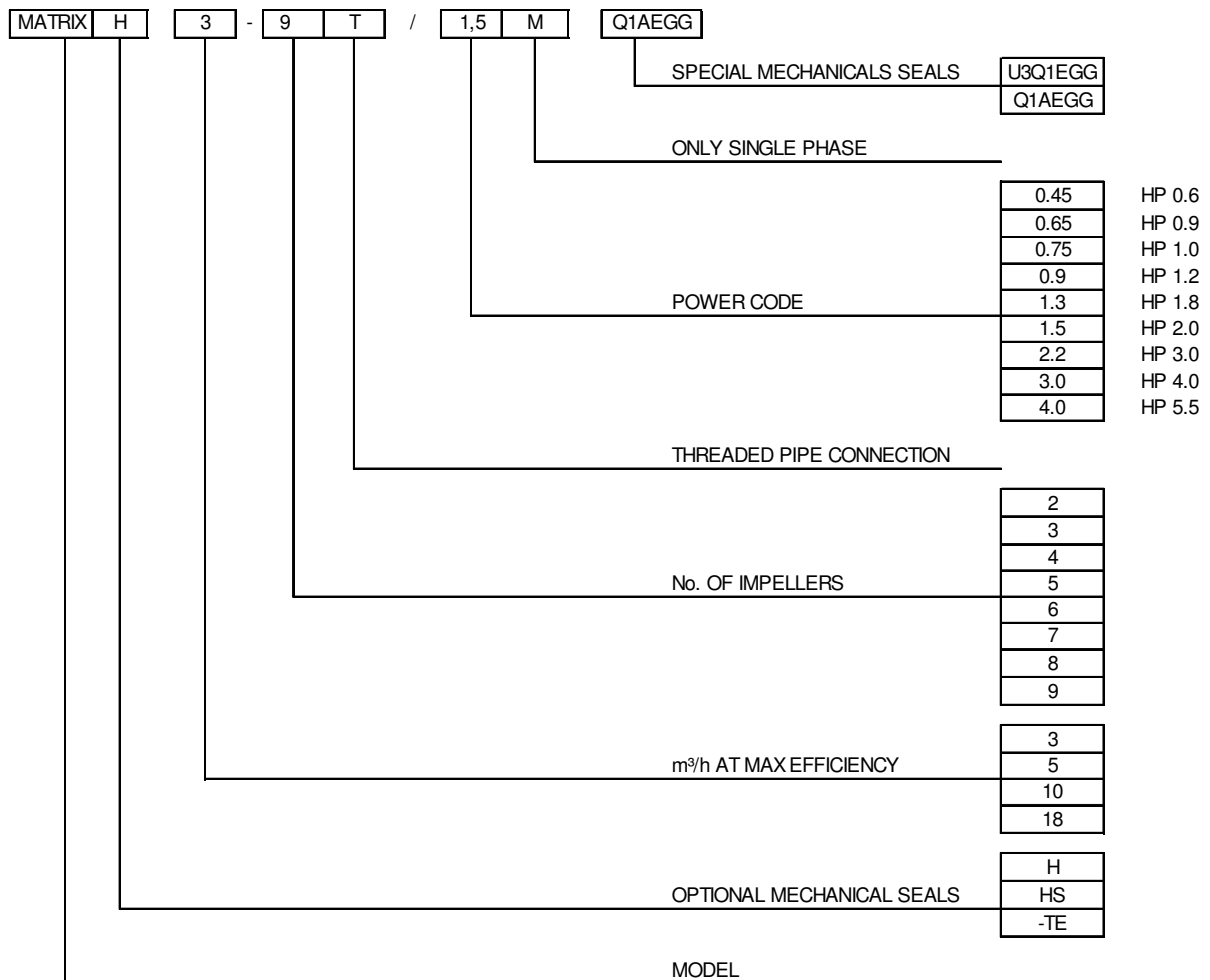 MATRIX H 3 - 9 T / 1,5 M Q1AEGG
SPECIAL MECHANICALS SEALS U3Q1EGG
Q1AEGG
ONLY SINGLE PHASE
0.45 HP 0.6
0.65 HP 0.9
0.75 HP 1.0
0.9 HP 1.2
POWER CODE 1.3 HP 1.8
1.5 HP 2.0
2.2 HP 3.0
3.0 HP 4.0
4.0 HP 5.5
THREADED PIPE CONNECTION
2
3
4
No. OF IMPELLERS 5
6
7
8
9
3
m³/h AT MAX EFFICIENCY 5
10
18
H
OPTIONAL MECHANICAL SEALS HS
-TE
MODEL